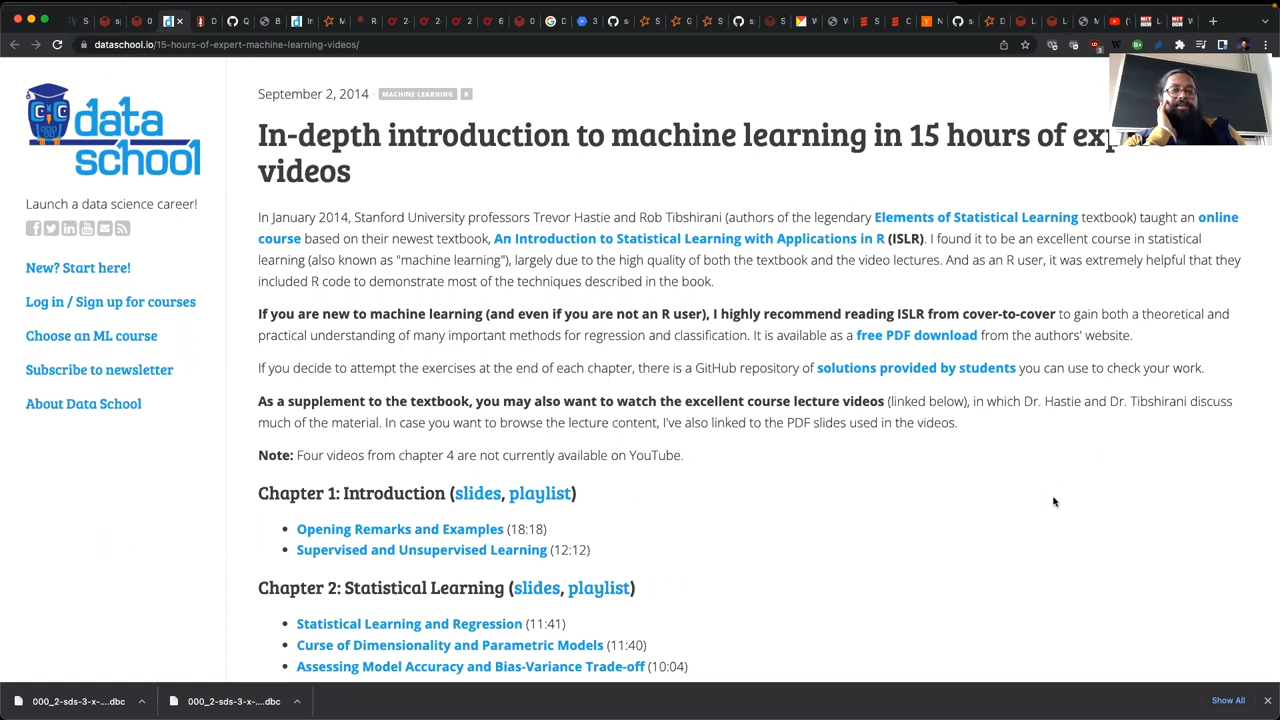 dataschool.io/15-hours-of-expert-machine-learning-videos/
September 2, 2014 · MACHINE LEARNING R
data
school
In-depth introduction to machine learning in 15 hours of
videos
Launch a data science career!
New? Start here!
Log in / Sign up for courses
Choose an ML course
Subscribe to newsletter
About Data School
In January 2014, Stanford University professors Trevor Hastie and Rob Tibshirani (authors of the legendary Elements of Statistical Learning textbook) taught an online
course based on their newest textbook, An Introduction to Statistical Learning with Applications in R (ISLR). I found it to be an excellent course in statistical
learning (also known as "machine learning"), largely due to the high quality of both the textbook and the video lectures. And as an R user, it was extremely helpful that they
included R code to demonstrate most of the techniques described in the book.
If you are new to machine learning (and even if you are not an R user), I highly recommend reading ISLR from cover-to-cover to gain both a theoretical and
practical understanding of many important methods for regression and classification. It is available as a free PDF download from the authors' website.
If you decide to attempt the exercises at the end of each chapter, there is a GitHub repository of solutions provided by students you can use to check your work.
As a supplement to the textbook, you may also want to watch the excellent course lecture videos (linked below), in which Dr. Hastie and Dr. Tibshirani discuss
much of the material. In case you want to browse the lecture content, I've also linked to the PDF slides used in the videos.
Note: Four videos from chapter 4 are not currently available on YouTube.
Chapter 1: Introduction (slides, playlist)
• Opening Remarks and Examples (18:18)
• Supervised and Unsupervised Learning (12:12)
Chapter 2: Statistical Learning (slides, playlist)
• Statistical Learning and Regression (11:41)
• Curse of Dimensionality and Parametric Models (11:40)
• Assessing Model Accuracy and Bias-Variance Trade-off (10:04)
000_2-sds-3-x-....dbc
000_2-sds-3-x-....dbc
Show All